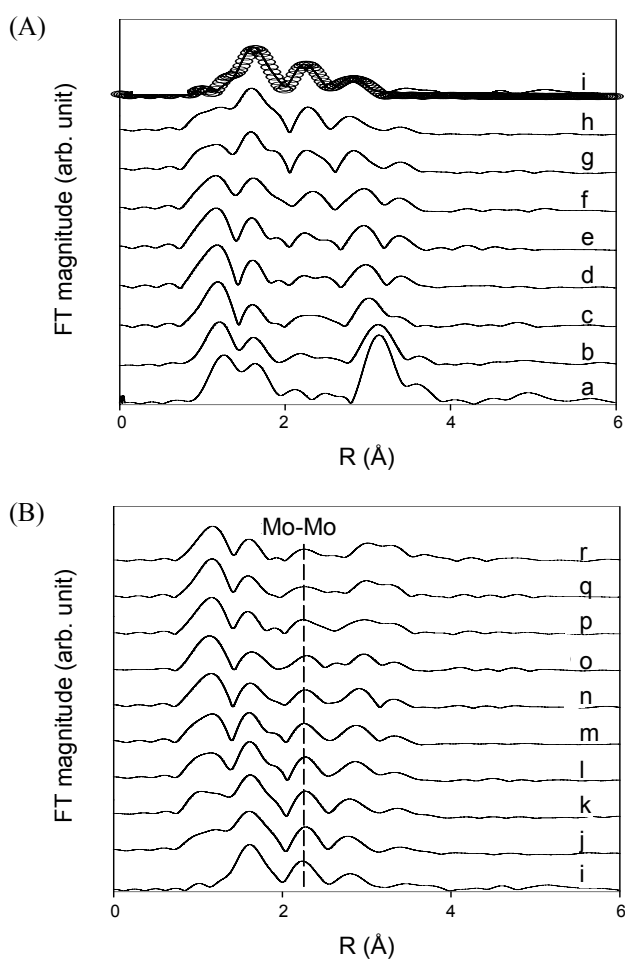 (A)
FT magnitude (arb. unit)
i
h
g
f
e
d
c
b
a
0 2 4 6
R (Å)
(B)
FT magnitude (arb. unit)
Mo-Mo
r
q
p
o
n
m
l
k
j
i
0 2 4 6
R (Å)